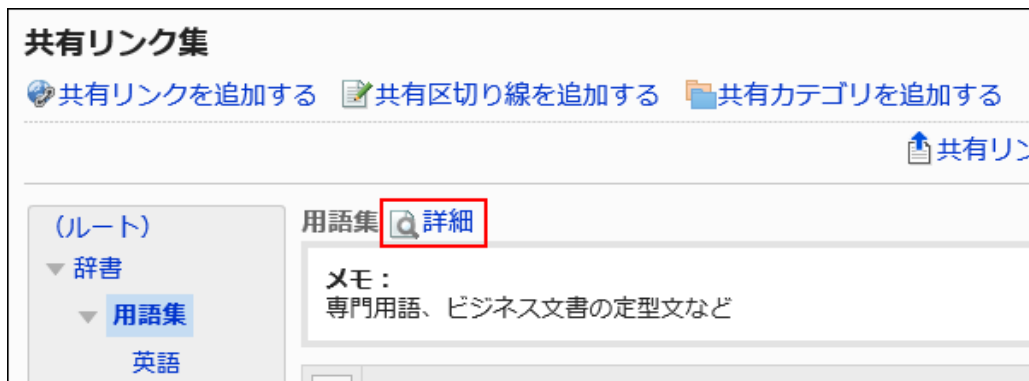 共有リンク集
共有リンクを追加する 共有区切り線を追加する 共有カテゴリを追加する
共有リン
(ルート)
辞書
用語集
英語
用語集 詳細
メモ：
専門用語、ビジネス文書の定型文など